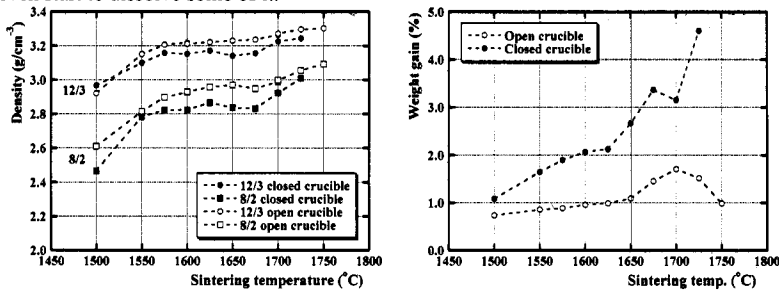 3.4
3.2
3.0
2.8
2.6
2.4
2.2
2.0
Density (g/cm⁻³)
12/3
8/2
12/3 closed crucible
8/2 closed crucible
12/3 open crucible
8/2 open crucible
1450 1500 1550 1600 1650 1700 1750 1800
Sintering temperature (°C)
5.0
4.0
3.0
2.0
1.0
0.0
Weight gain (%)
Open crucible
Closed crucible
1450 1500 1550 1600 1650 1700 1750 1800
Sintering temp. (°C)